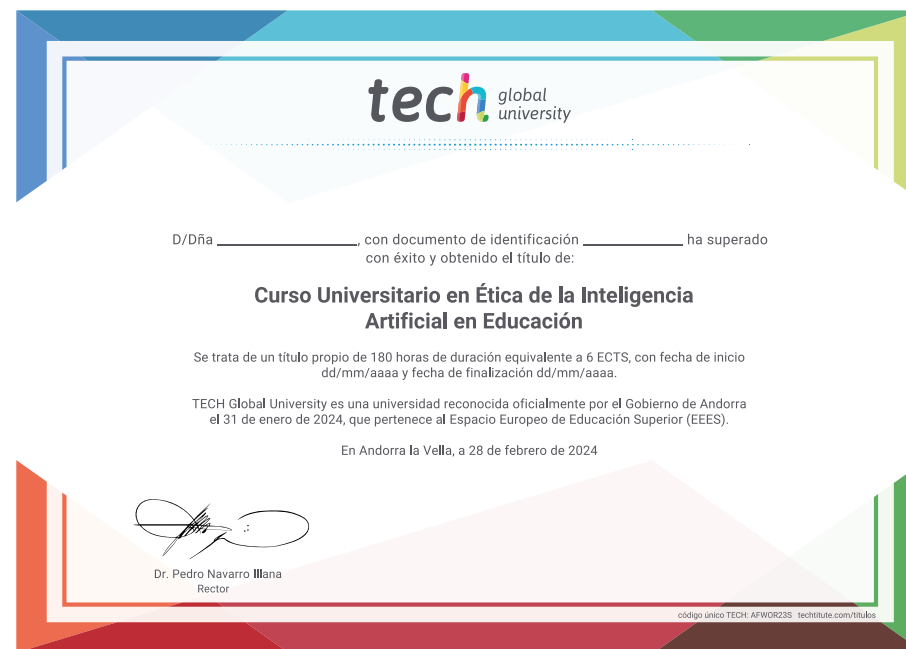 tech global university
D/Dña ____________, con documento de identificación ____________ ha superado
con éxito y obtenido el título de:
Curso Universitario en Ética de la Inteligencia
Artificial en Educación
Se trata de un título propio de 180 horas de duración equivalente a 6 ECTS, con fecha de inicio
dd/mm/aaaa y fecha de finalización dd/mm/aaaa.
TECH Global University es una universidad reconocida oficialmente por el Gobierno de Andorra
el 31 de enero de 2024, que pertenece al Espacio Europeo de Educación Superior (EEES).
En Andorra la Vella, a 28 de febrero de 2024
Dr. Pedro Navarro Illana
Rector
código único TECH: AFWOR23S techtitute.com/titulos